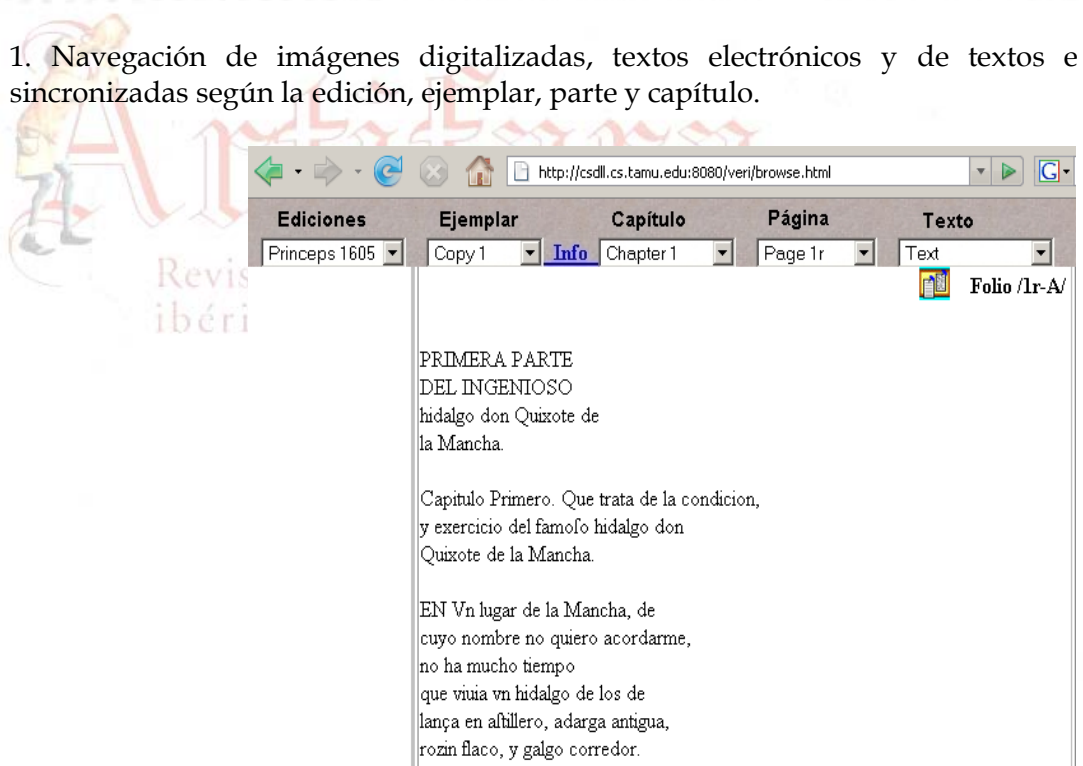 1. Navegación de imágenes digitalizadas, textos electrónicos y de textos e
sincronizadas según la edición, ejemplar, parte y capítulo.
http://csdll.cs.tamu.edu:8080/veri/browse.html
G
Ediciones Ejemplar Capítulo Página Texto
Princeps 1605 Copy 1 Info Chapter 1 Page 1r Text
Folio /1r-A/
Revis
ibéri
PRIMERA PARTE
DEL INGENIOSO
hidalgo don Quixote de
la Mancha.
Capitulo Primero. Que trata de la condicion,
y exercicio del famoſo hidalgo don
Quixote de la Mancha.
EN Vn lugar de la Mancha, de
cuyo nombre no quiero acordarme,
no ha mucho tiempo
que viuia vn hidalgo de los de
lança en aſtillero, adarga antigua,
rozin flaco, y galgo corredor.